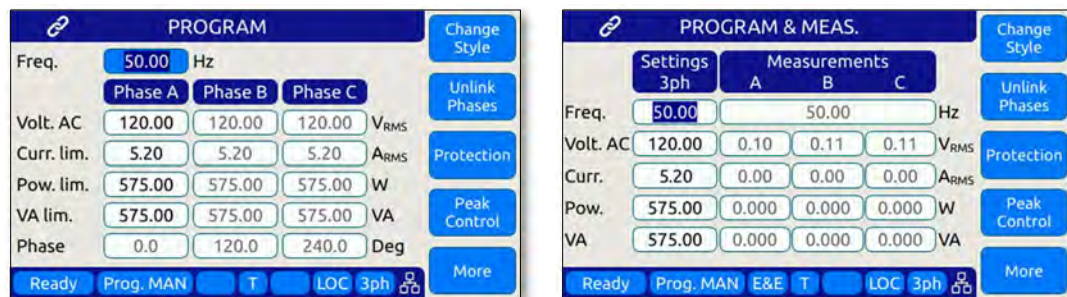 PROGRAM
Change Style
Freq. 50.00 Hz
Phase A Phase B Phase C
Unlink Phases
Volt. AC 120.00 120.00 120.00 VRMS
Curr. lim. 5.20 5.20 5.20 ARMS
Protection
Pow. lim. 575.00 575.00 575.00 W
VA lim. 575.00 575.00 575.00 VA
Peak Control
Phase 0.0 120.0 240.0 Deg
Ready Prog. MAN T LOC 3ph
More
PROGRAM & MEAS.
Change Style
Settings 3ph
Measurements
A B C
Unlink Phases
Freq. 50.00 50.00 Hz
Volt. AC 120.00 0.10 0.11 0.11 VRMS
Protection
Curr. 5.20 0.00 0.00 0.00 ARMS
Pow. 575.00 0.000 0.000 0.000 W
Peak Control
VA 575.00 0.000 0.000 0.000 VA
Ready Prog. MAN E&E T LOC 3ph
More